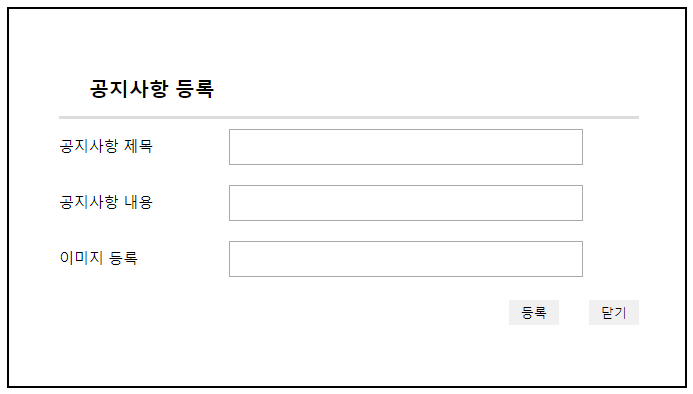 공지사항 등록
공지사항 제목
공지사항 내용
이미지 등록
등록 닫기